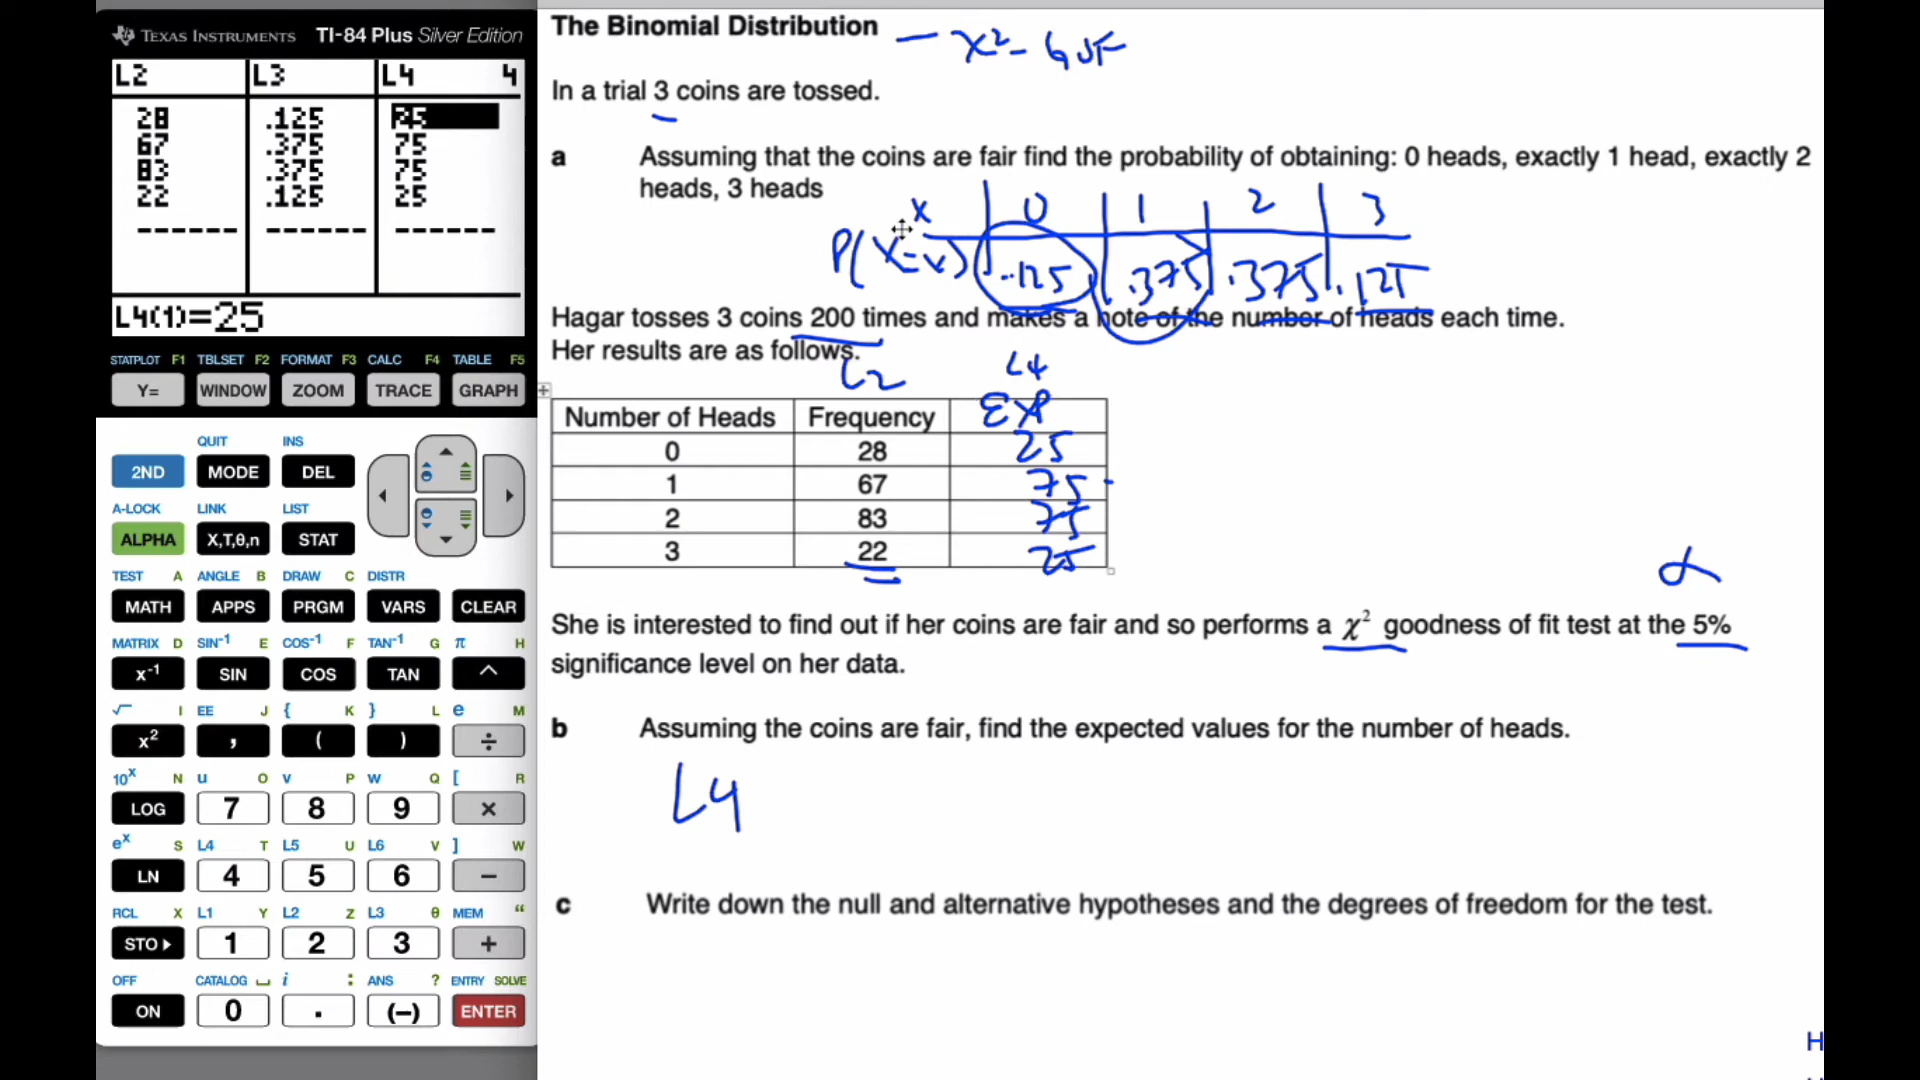 TEXAS INSTRUMENTS TI-84 Plus Silver Edition
L2 L3 L4 4
28 .125 25
67 .375 75
83 .375 75
22 .125 25
------ ------ ------
L4(1)=25
STATPLOT F1 TBLSET F2 FORMAT F3 CALC F4 TABLE F5
Y= WINDOW ZOOM TRACE GRAPH
QUIT INS
2ND MODE DEL
A-LOCK LINK LIST
ALPHA X,T,θ,n STAT
TEST A ANGLE B DRAW C DISTR
MATH APPS PRGM VARS CLEAR
MATRIX D SIN⁻¹ E COS⁻¹ F TAN⁻¹ G π H
x⁻¹ SIN COS TAN ^
√ I EE J { K } L e M
x² , ( ) ÷
10ˣ N u O v P w Q [ R
LOG 7 8 9 ×
eˣ S L4 T L5 U L6 V ] W
LN 4 5 6 −
RCL X L1 Y L2 Z L3 θ MEM “
STO▶ 1 2 3 +
OFF CATALOG ␣ i : ANS ? ENTRY SOLVE
ON 0 . (−) ENTER
The Binomial Distribution — χ² - GOF
In a trial 3 coins are tossed.
a Assuming that the coins are fair find the probability of obtaining: 0 heads, exactly 1 head, exactly 2
heads, 3 heads
x 0 1 2 3
P(X=x) .125 .375 .375 .125
Hagar tosses 3 coins 200 times and makes a note of the number of heads each time.
Her results are as follows.
L2 L4
Number of Heads Frequency EXP
0 28 25
1 67 75
2 83 75
3 22 25
α
She is interested to find out if her coins are fair and so performs a χ² goodness of fit test at the 5%
significance level on her data.
b Assuming the coins are fair, find the expected values for the number of heads.
L4
c Write down the null and alternative hypotheses and the degrees of freedom for the test.
H